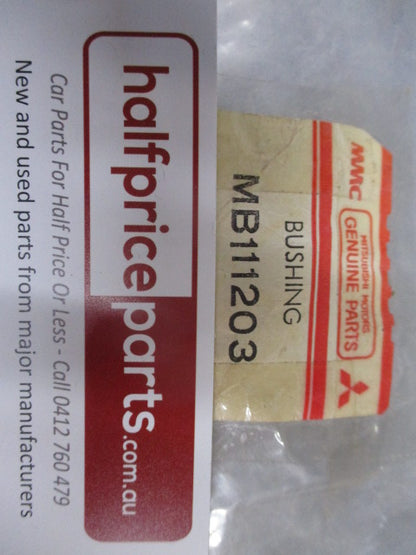 halfpriceparts.com.au
Car Parts For Half Price Or Less - Call 0412 760 479
New and used parts from major manufacturers
MMC
MITSUBISHI MOTORS
GENUINE PARTS
BUSHING
MB111203